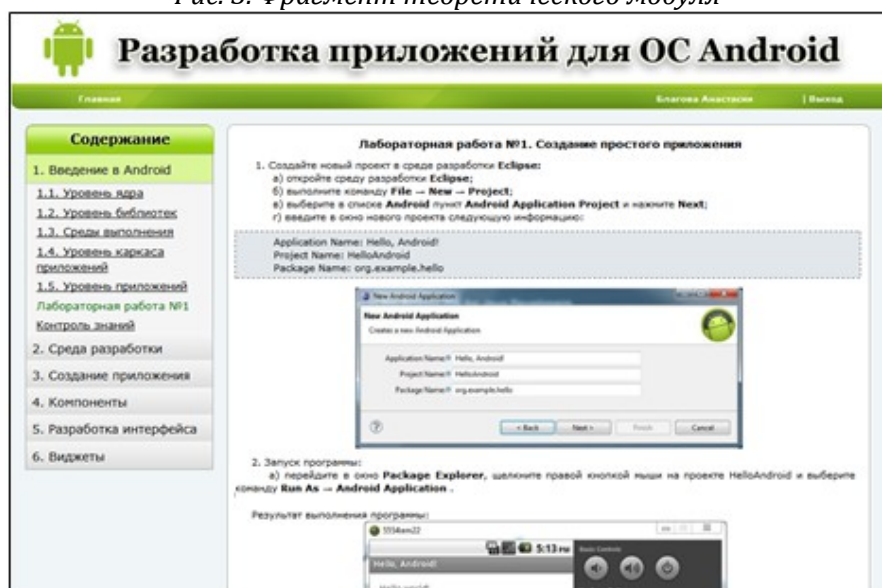 Рис. 3. Фрагмент теоретического модуля
Разработка приложений для ОС Android
Главная
Благова Анастасия
| Выход
Содержание
1. Введение в Android
1.1. Уровень ядра
1.2. Уровень библиотек
1.3. Среды выполнения
1.4. Уровень каркаса
приложений
1.5. Уровень приложений
Лабораторная работа №1
Контроль знаний
2. Среда разработки
3. Создание приложения
4. Компоненты
5. Разработка интерфейса
6. Виджеты
Лабораторная работа №1. Создание простого приложения
1. Создайте новый проект в среде разработки Eclipse:
а) откройте среду разработки Eclipse;
б) выполните команду File — New — Project;
в) выберите в списке Android пункт Android Application Project и нажмите Next;
г) введите в окно нового проекта следующую информацию:
Application Name: Hello, Android!
Project Name: HelloAndroid
Package Name: org.example.hello
New Android Application
New Android Application
Creates a new Android Application
Application Name: Hello, Android!
Project Name: HelloAndroid
Package Name: org.example.hello
< Back
Next >
Finish
Cancel
2. Запуск программы:
а) перейдите в окно Package Explorer, щелкните правой кнопкой мыши на проекте HelloAndroid и выберите
команду Run As — Android Application .
Результат выполнения программы:
5554:em22
5:13 PM
Basic Controls
Hello, Android!